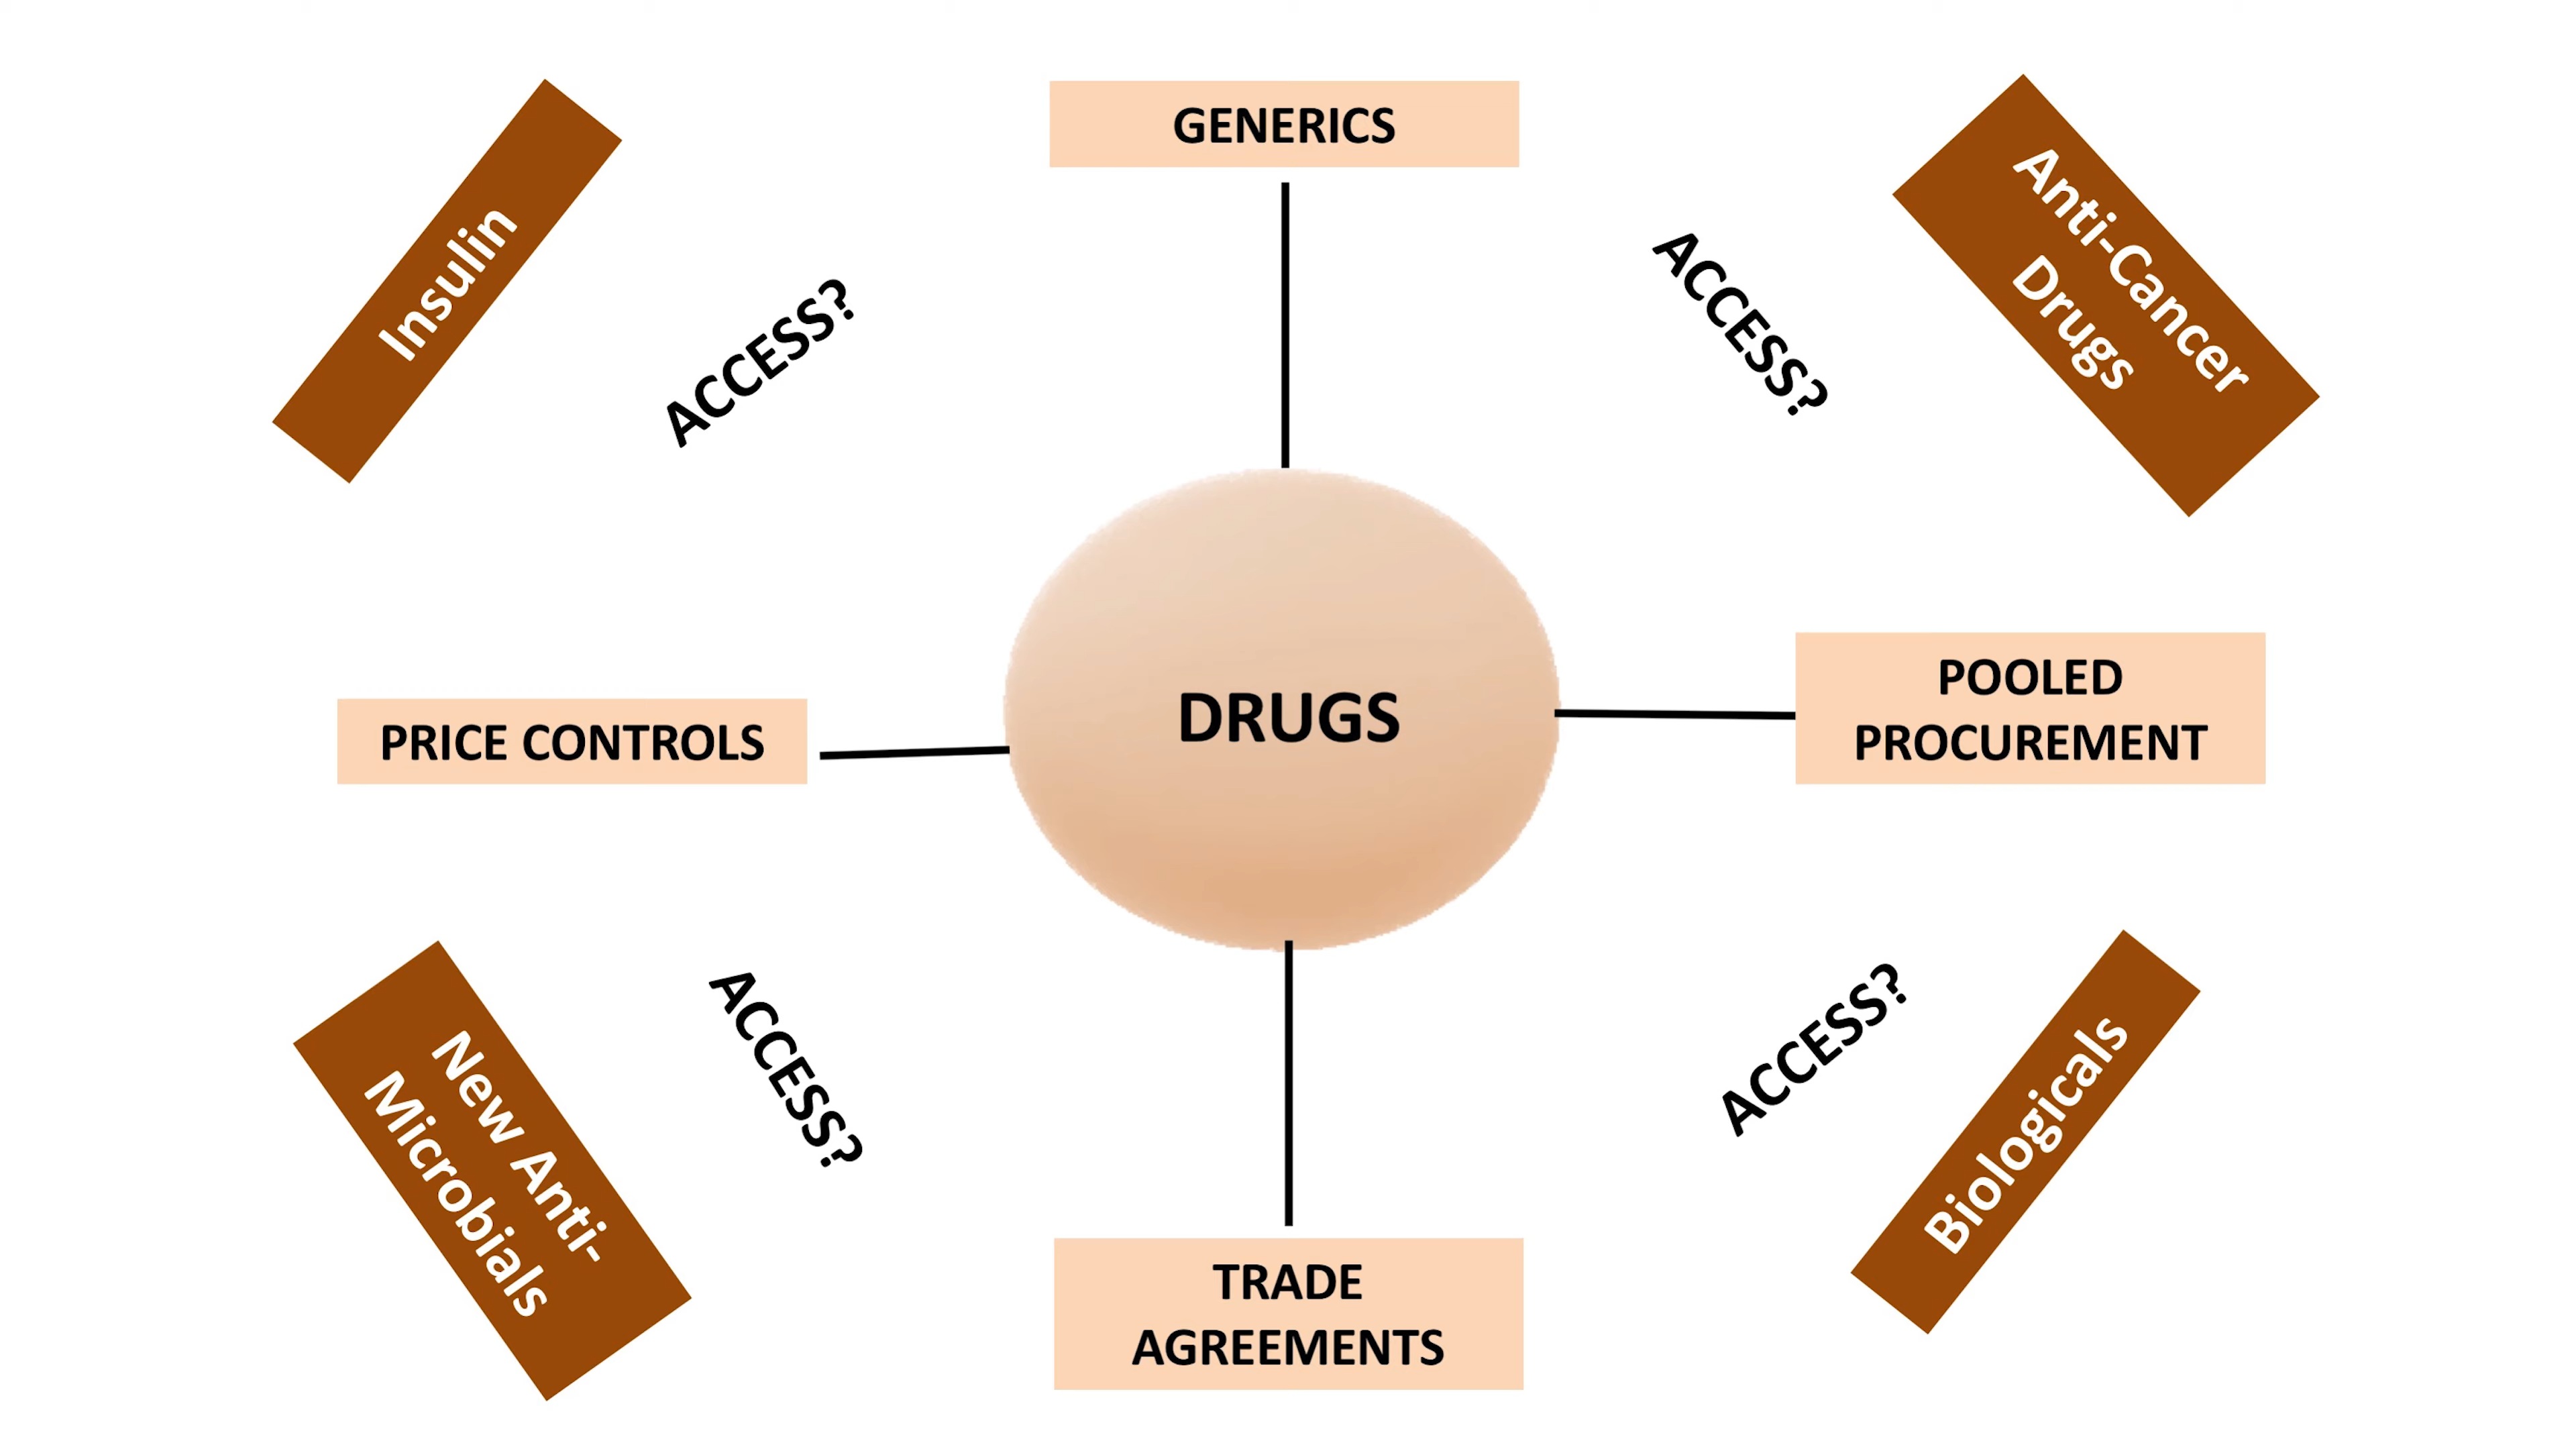 GENERICS
Insulin
ACCESS?
ACCESS?
Anti-Cancer
Drugs
PRICE CONTROLS
DRUGS
POOLED
PROCUREMENT
New Anti-
Microbials
ACCESS?
ACCESS?
Biologicals
TRADE
AGREEMENTS